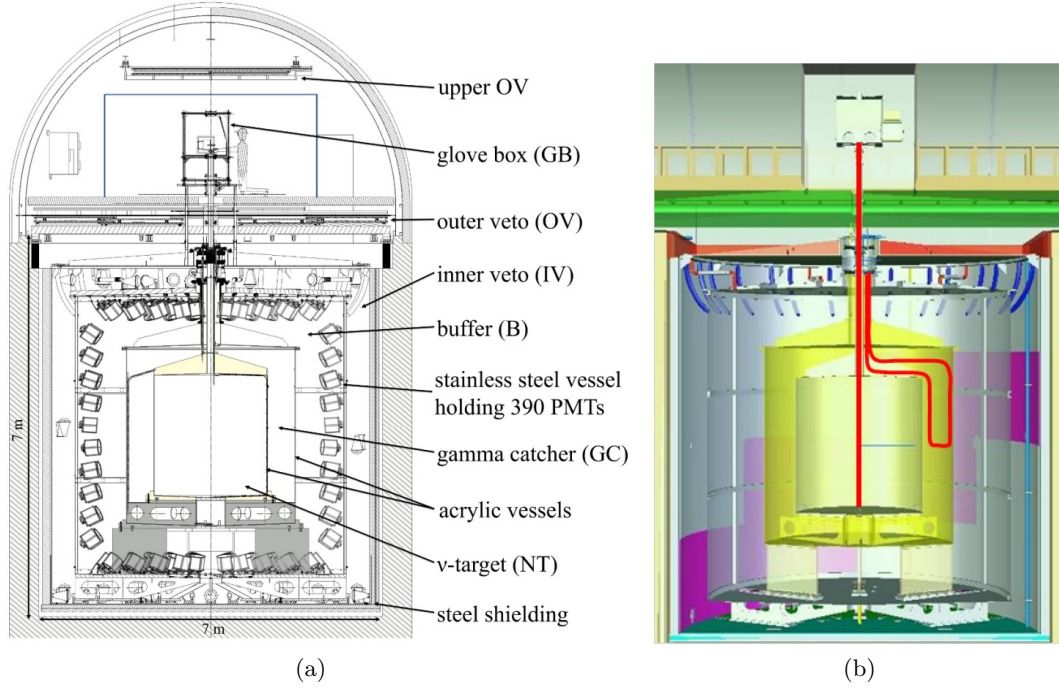 upper OV
glove box (GB)
outer veto (OV)
inner veto (IV)
buffer (B)
stainless steel vessel
holding 390 PMTs
gamma catcher (GC)
acrylic vessels
ν-target (NT)
steel shielding
7 m
7 m
(a)
(b)